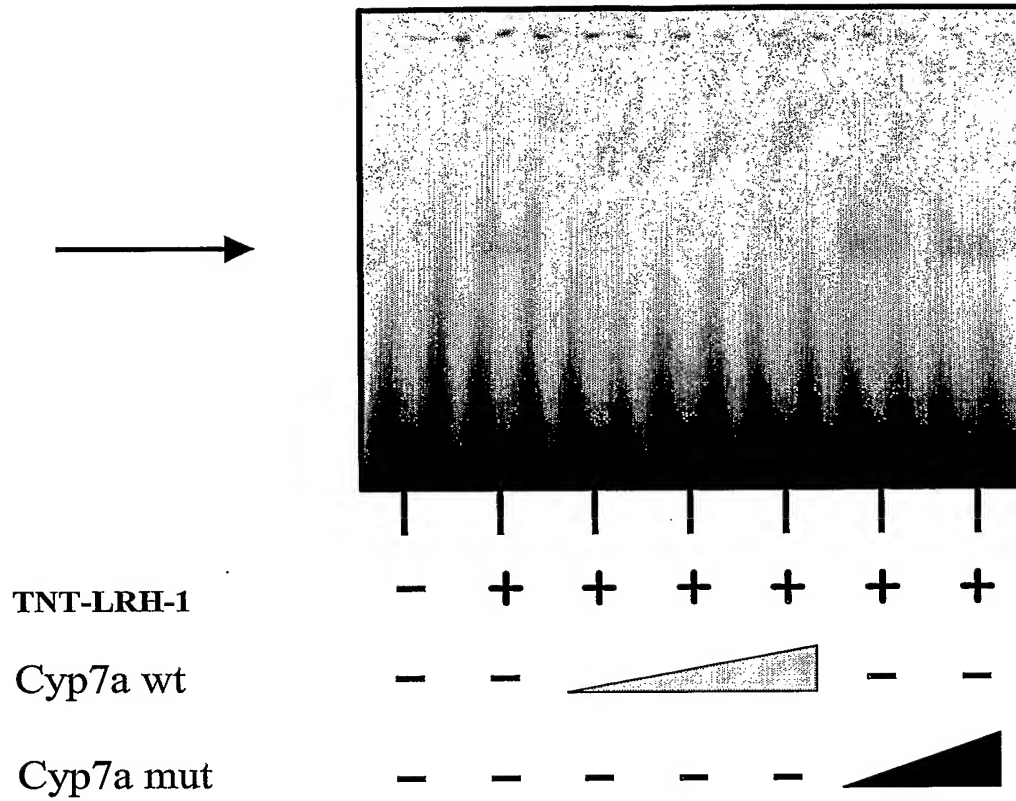 TNT-LRH-1 - + + + + + +
Cyp7a wt - - - -
Cyp7a mut - - - - -